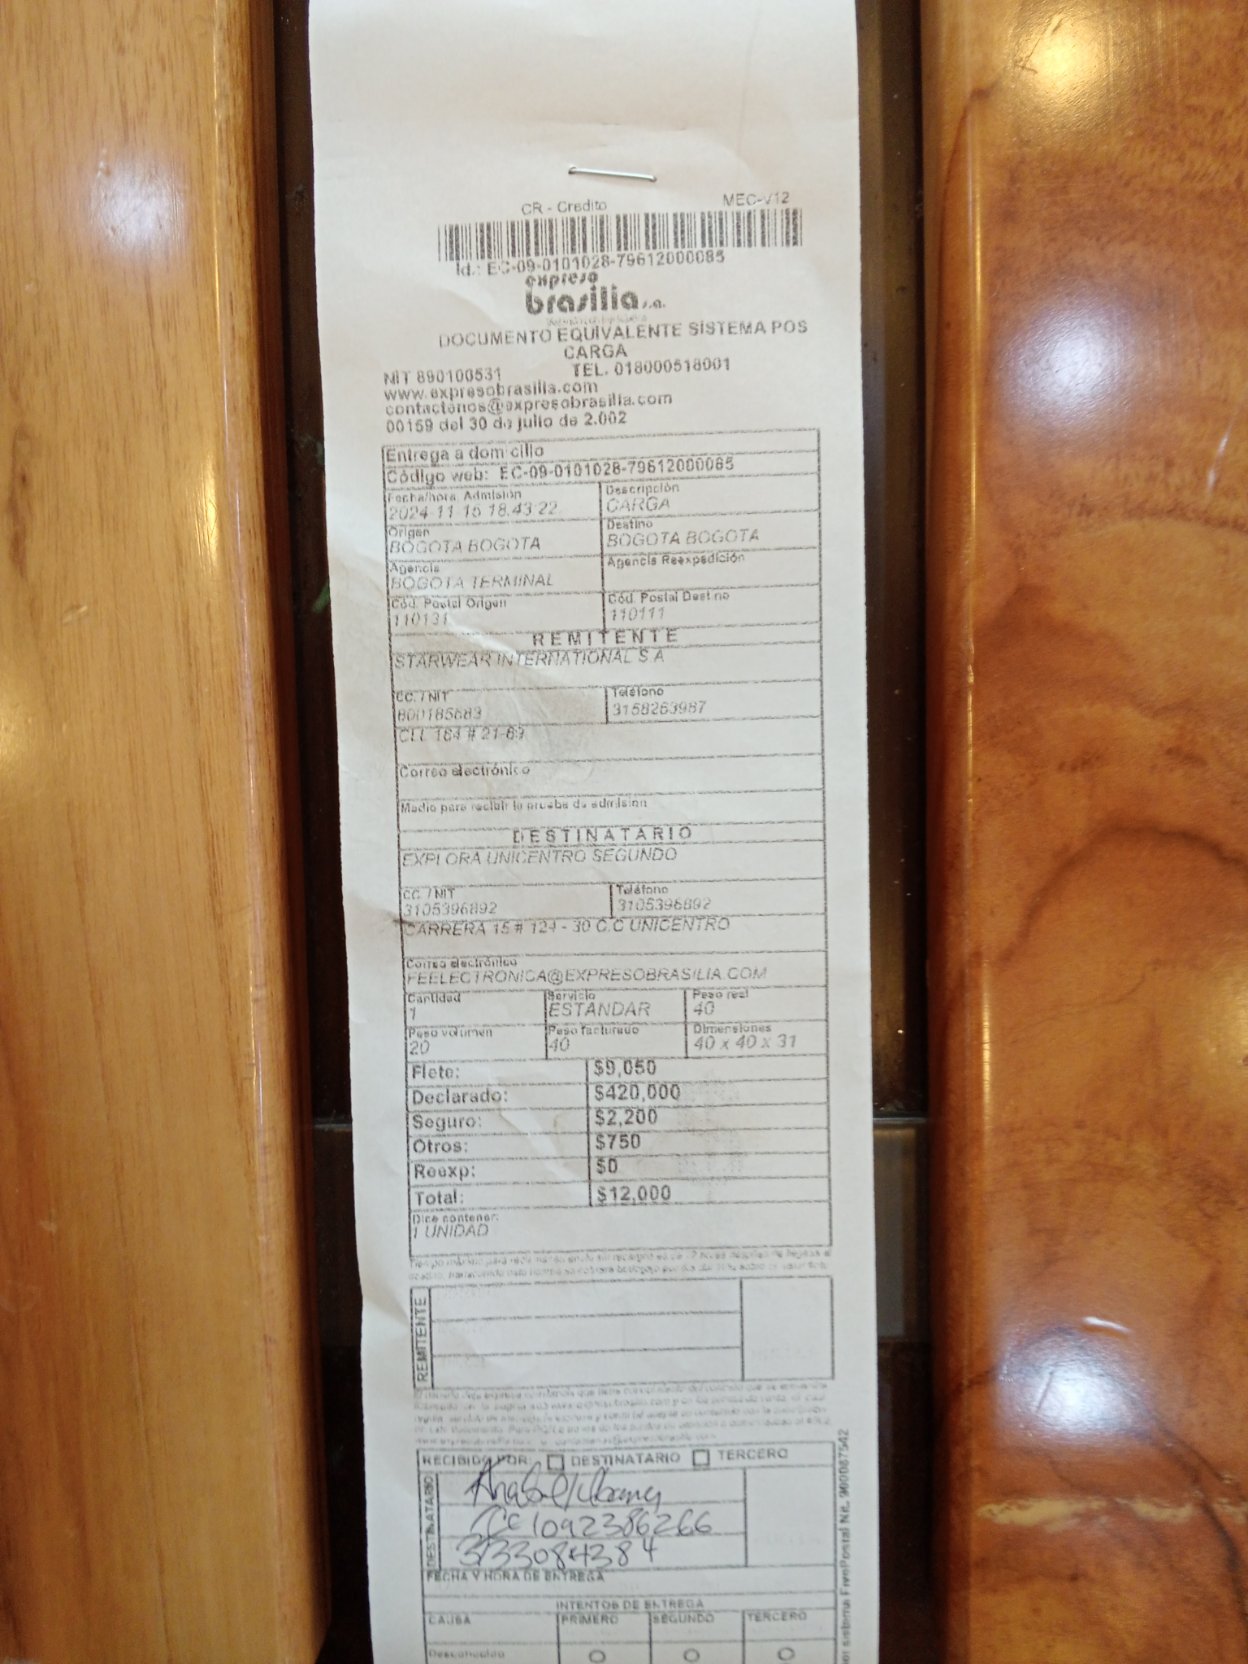 CR - Credito MEC-V12
Id.: EC-09-0101028-79612000085
expreso
brasilia s.a.
DOCUMENTO EQUIVALENTE SISTEMA POS
CARGA
NIT 890100531 TEL. 018000518001
www.expresobrasilia.com
contactenos@expresobrasilia.com
00159 del 30 de julio de 2.002
Entrega a domicilio
Código web: EC-09-0101028-79612000085
Fecha/hora Admisión Descripción
2024-11-15 18:43:22 CARGA
Origen Destino
BOGOTA BOGOTA BOGOTA BOGOTA
Agencia Agencia Reexpedición
BOGOTA TERMINAL
Cód. Postal Origen Cód. Postal Destino
110131 110111
REMITENTE
STARWEAR INTERNATIONAL S A
CC. / NIT Teléfono
800185683 3158263987
CLL 164 # 21-69
Correo electrónico
Medio para recibir la prueba de admisión
DESTINATARIO
EXPLORA UNICENTRO SEGUNDO
CC. / NIT Teléfono
3105396892 3105396892
CARRERA 15 # 124 - 30 C.C UNICENTRO
Correo electrónico
FEELECTRONICA@EXPRESOBRASILIA.COM
Cantidad Servicio Peso real
1 ESTANDAR 40
Peso volumen Peso facturado Dimensiones
20 40 40 x 40 x 31
Flete: $9,050
Declarado: $420,000
Seguro: $2,200
Otros: $750
Reexp: $0
Total: $12,000
Dice contener:
1 UNIDAD
REMITENTE
RECIBIDO POR: DESTINATARIO TERCERO
DESTINATARIO
CC 1092386266
3133084384
FECHA Y HORA DE ENTREGA
INTENTOS DE ENTREGA
CAUSA PRIMERO SEGUNDO TERCERO
Desconocido
sistema FivePostal Nit. 900087542